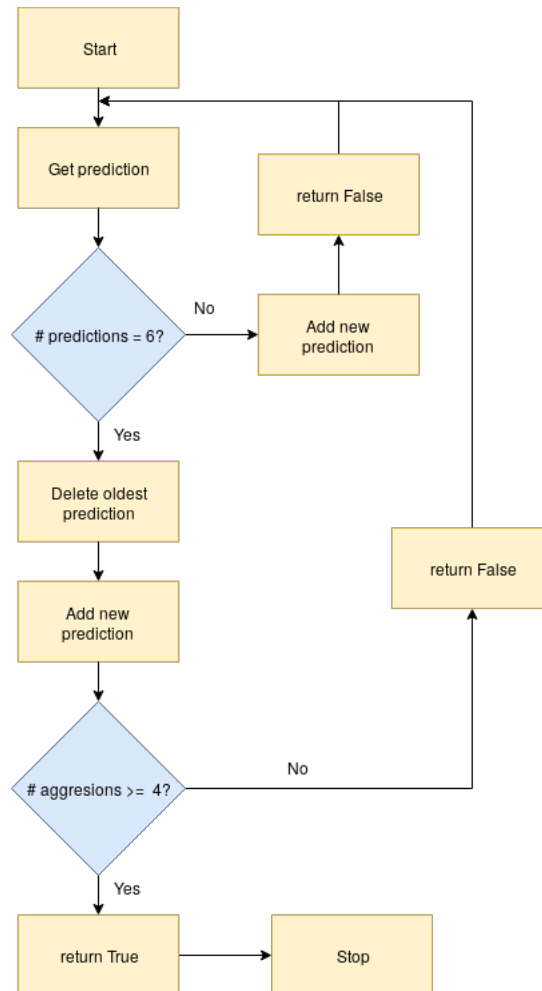 Start
Get prediction
return False
No
# predictions = 6?
Add new
prediction
Yes
Delete oldest
prediction
return False
Add new
prediction
No
# aggresions >=  4?
Yes
return True
Stop